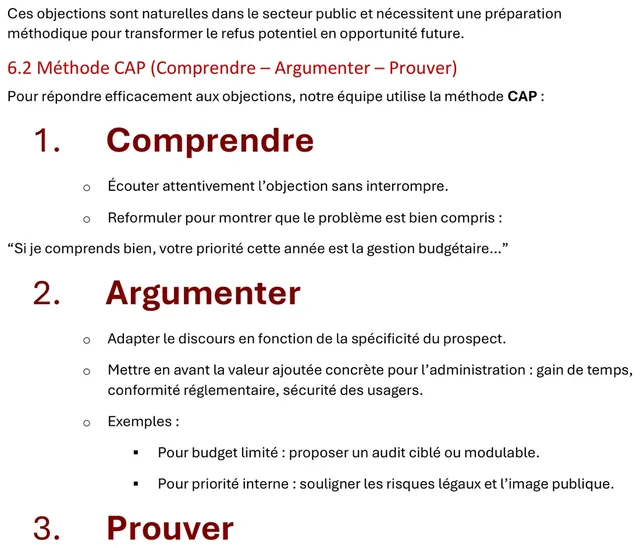 Ces objections sont naturelles dans le secteur public et nécessitent une préparation
méthodique pour transformer le refus potentiel en opportunité future.
6.2 Méthode CAP (Comprendre – Argumenter – Prouver)
Pour répondre efficacement aux objections, notre équipe utilise la méthode CAP :
1. Comprendre
o Écouter attentivement l’objection sans interrompre.
o Reformuler pour montrer que le problème est bien compris :
“Si je comprends bien, votre priorité cette année est la gestion budgétaire…”
2. Argumenter
o Adapter le discours en fonction de la spécificité du prospect.
o Mettre en avant la valeur ajoutée concrète pour l’administration : gain de temps,
conformité réglementaire, sécurité des usagers.
o Exemples :
▪ Pour budget limité : proposer un audit ciblé ou modulable.
▪ Pour priorité interne : souligner les risques légaux et l’image publique.
3. Prouver